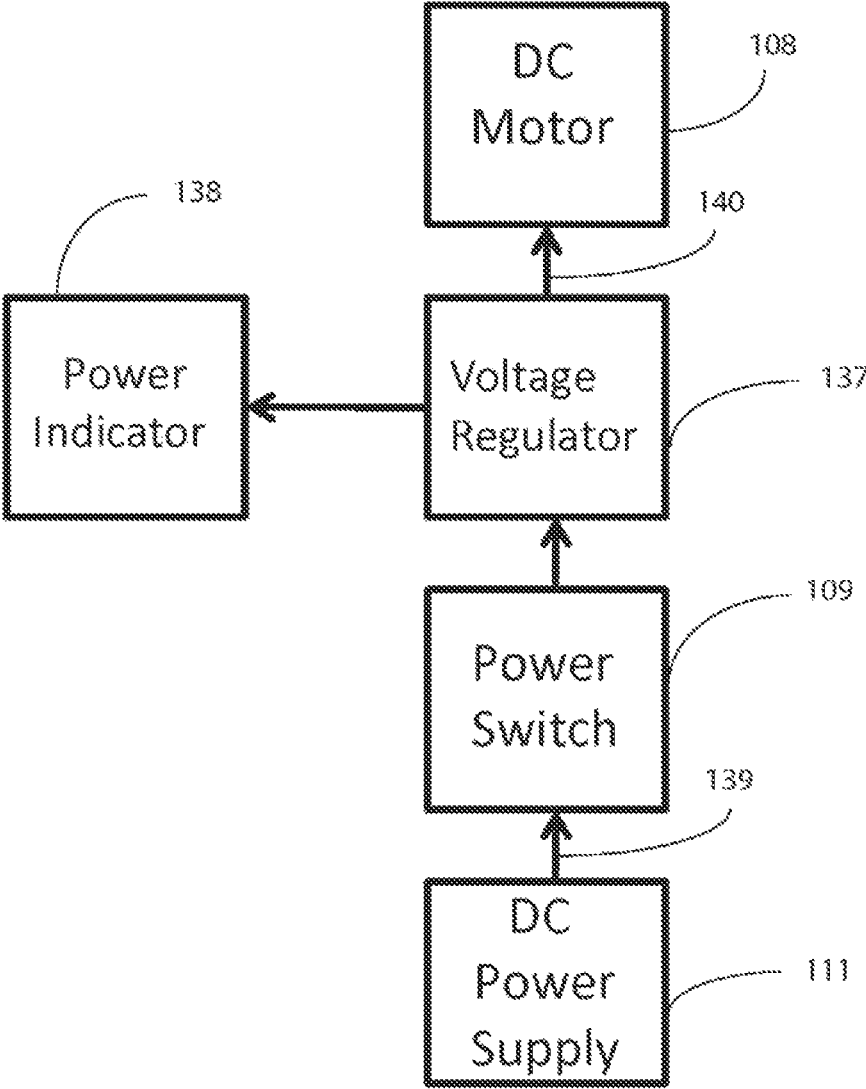 DC
Motor
108
140
138
Power
Indicator
Voltage
Regulator
137
109
Power
Switch
139
DC
Power
Supply
111